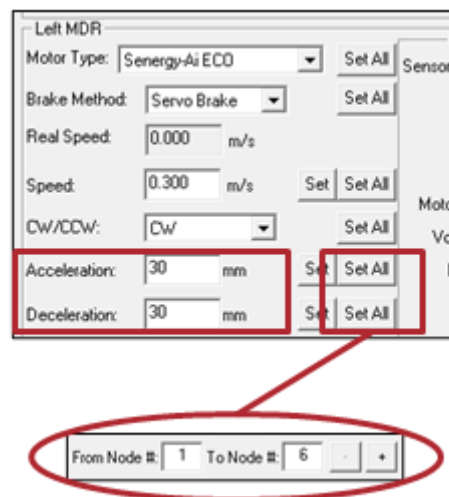 Left MDR
Motor Type: Senergy-Ai ECO Set All Sensor
Brake Method: Servo Brake Set All
Real Speed: 0.000 m/s
Speed: 0.300 m/s Set Set All
CW/CCW: CW Set All
Acceleration: 30 mm Set Set All
Deceleration: 30 mm Set Set All
From Node #: 1 To Node #: 6 - +